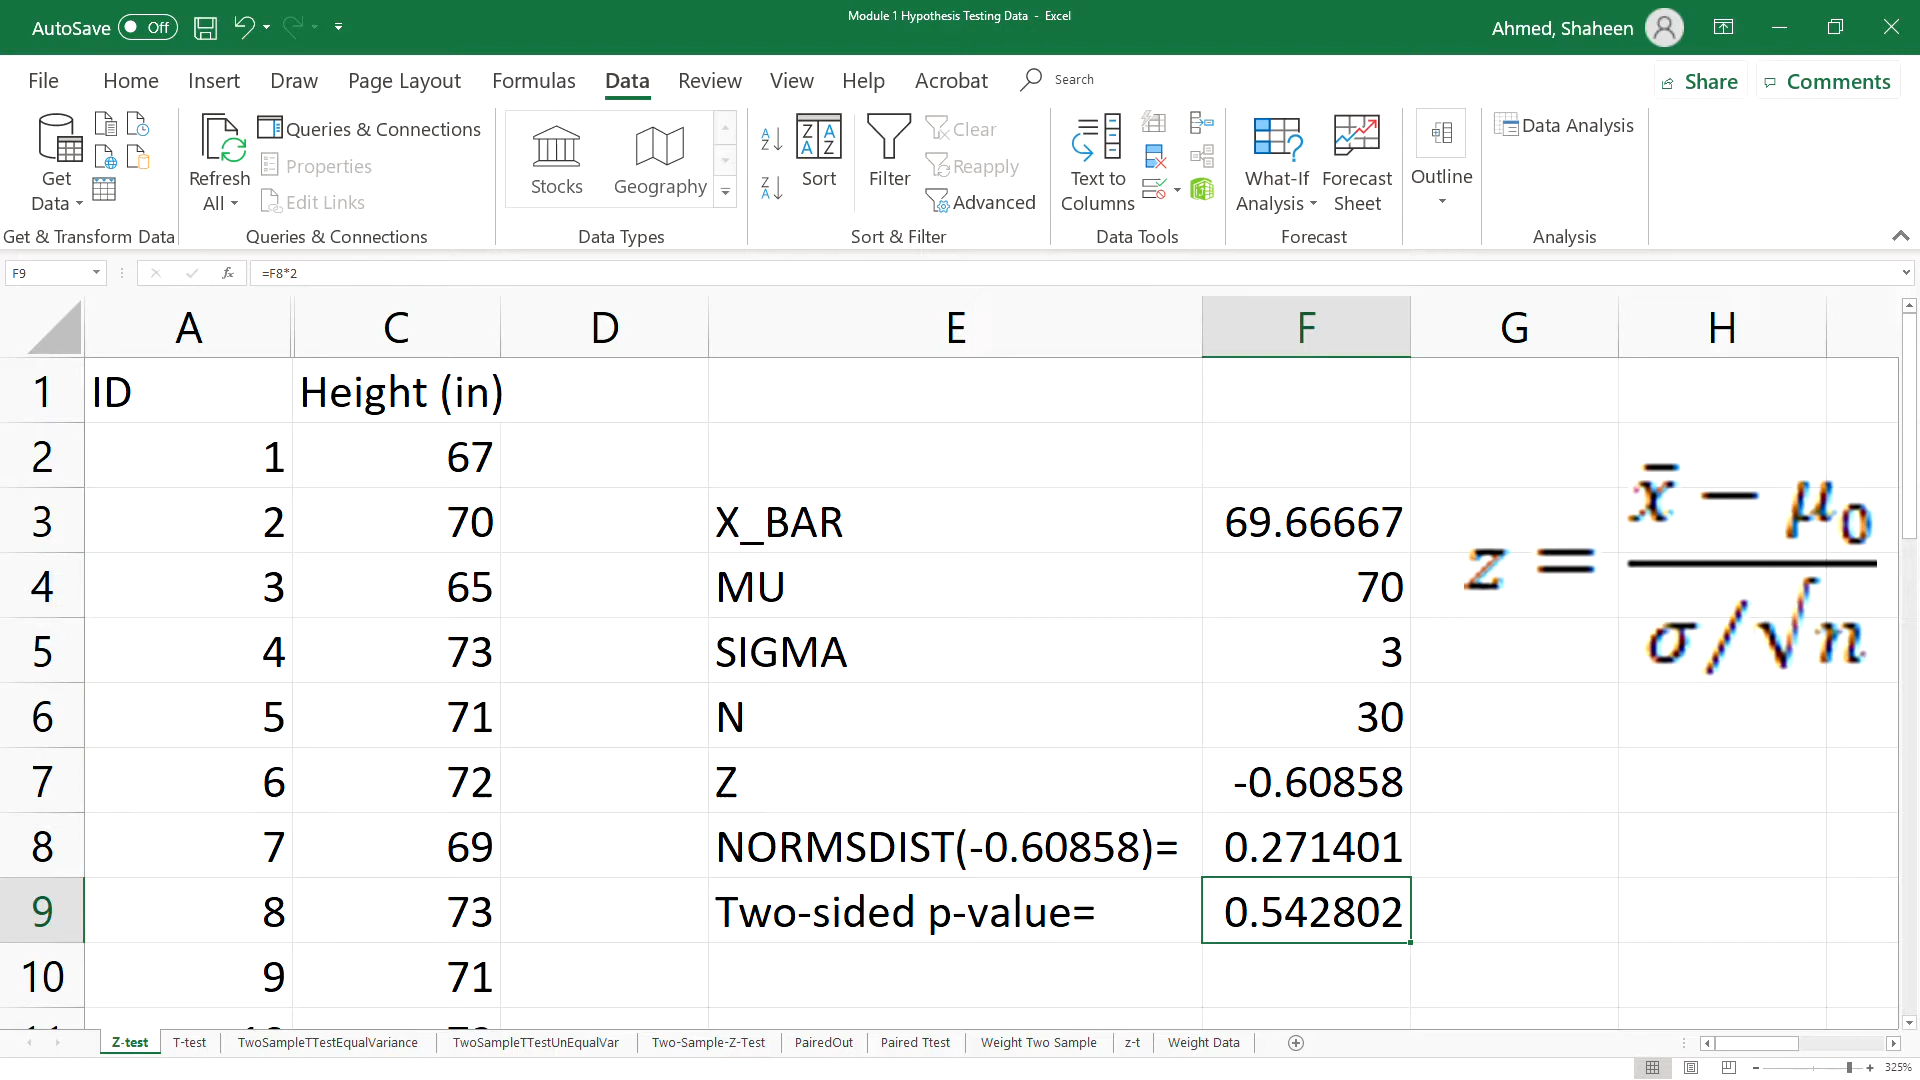 AutoSave Off
Module 1 Hypothesis Testing Data - Excel
Ahmed, Shaheen
File Home Insert Draw Page Layout Formulas Data Review View Help Acrobat Search Share Comments
Get Data
Refresh All
Queries & Connections
Properties
Edit Links
Stocks
Geography
Sort
Filter
Clear
Reapply
Advanced
Text to Columns
What-If Analysis
Forecast Sheet
Outline
Data Analysis
Get & Transform Data Queries & Connections Data Types Sort & Filter Data Tools Forecast Analysis
F9 fx =F8*2
A C D E F G H
1 ID Height (in)
2 1 67
3 2 70 X_BAR 69.66667
4 3 65 MU 70
5 4 73 SIGMA 3
6 5 71 N 30
7 6 72 Z -0.60858
8 7 69 NORMSDIST(-0.60858)= 0.271401
9 8 73 Two-sided p-value= 0.542802
10 9 71
z = x̄ − μ0
σ/√n
Z-test T-test TwoSampleTTestEqualVariance TwoSampleTTestUnEqualVar Two-Sample-Z-Test PairedOut Paired Ttest Weight Two Sample z-t Weight Data
325%